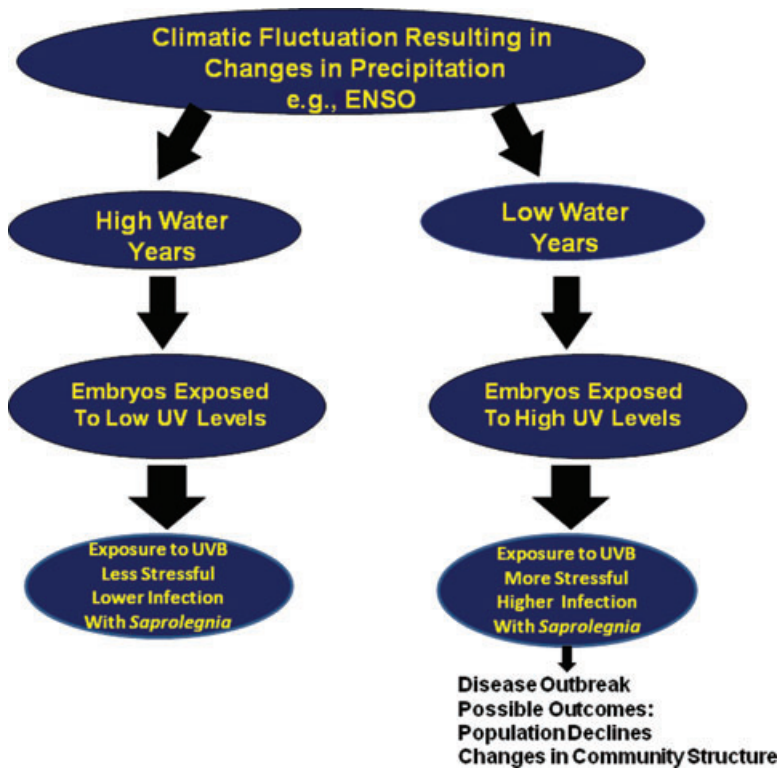 Climatic Fluctuation Resulting in
Changes in Precipitation
e.g., ENSO
High Water
Years
Low Water
Years
Embryos Exposed
To Low UV Levels
Embryos Exposed
To High UV Levels
Exposure to UVB
Less Stressful
Lower Infection
With Saprolegnia
Exposure to UVB
More Stressful
Higher Infection
With Saprolegnia
Disease Outbreak
Possible Outcomes:
Population Declines
Changes in Community Structure